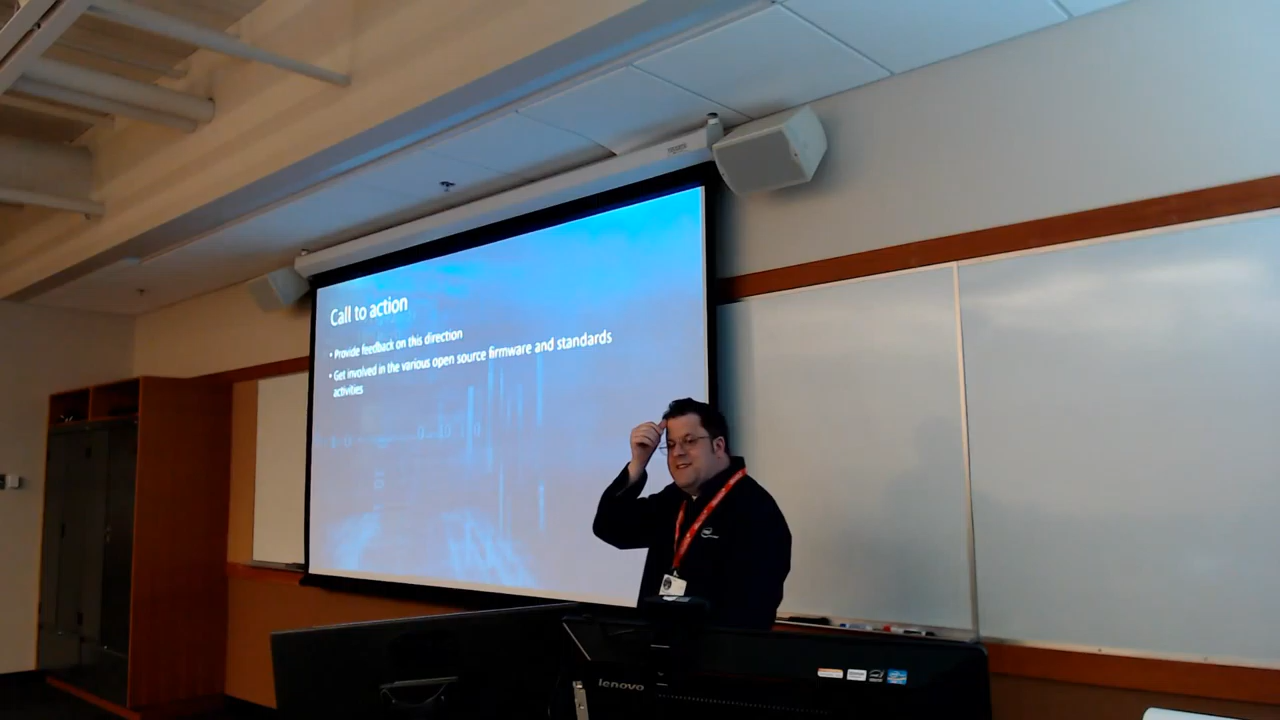 Call to action
• Provide feedback on this direction
• Get involved in the various open source firmware and standards
activities
lenovo